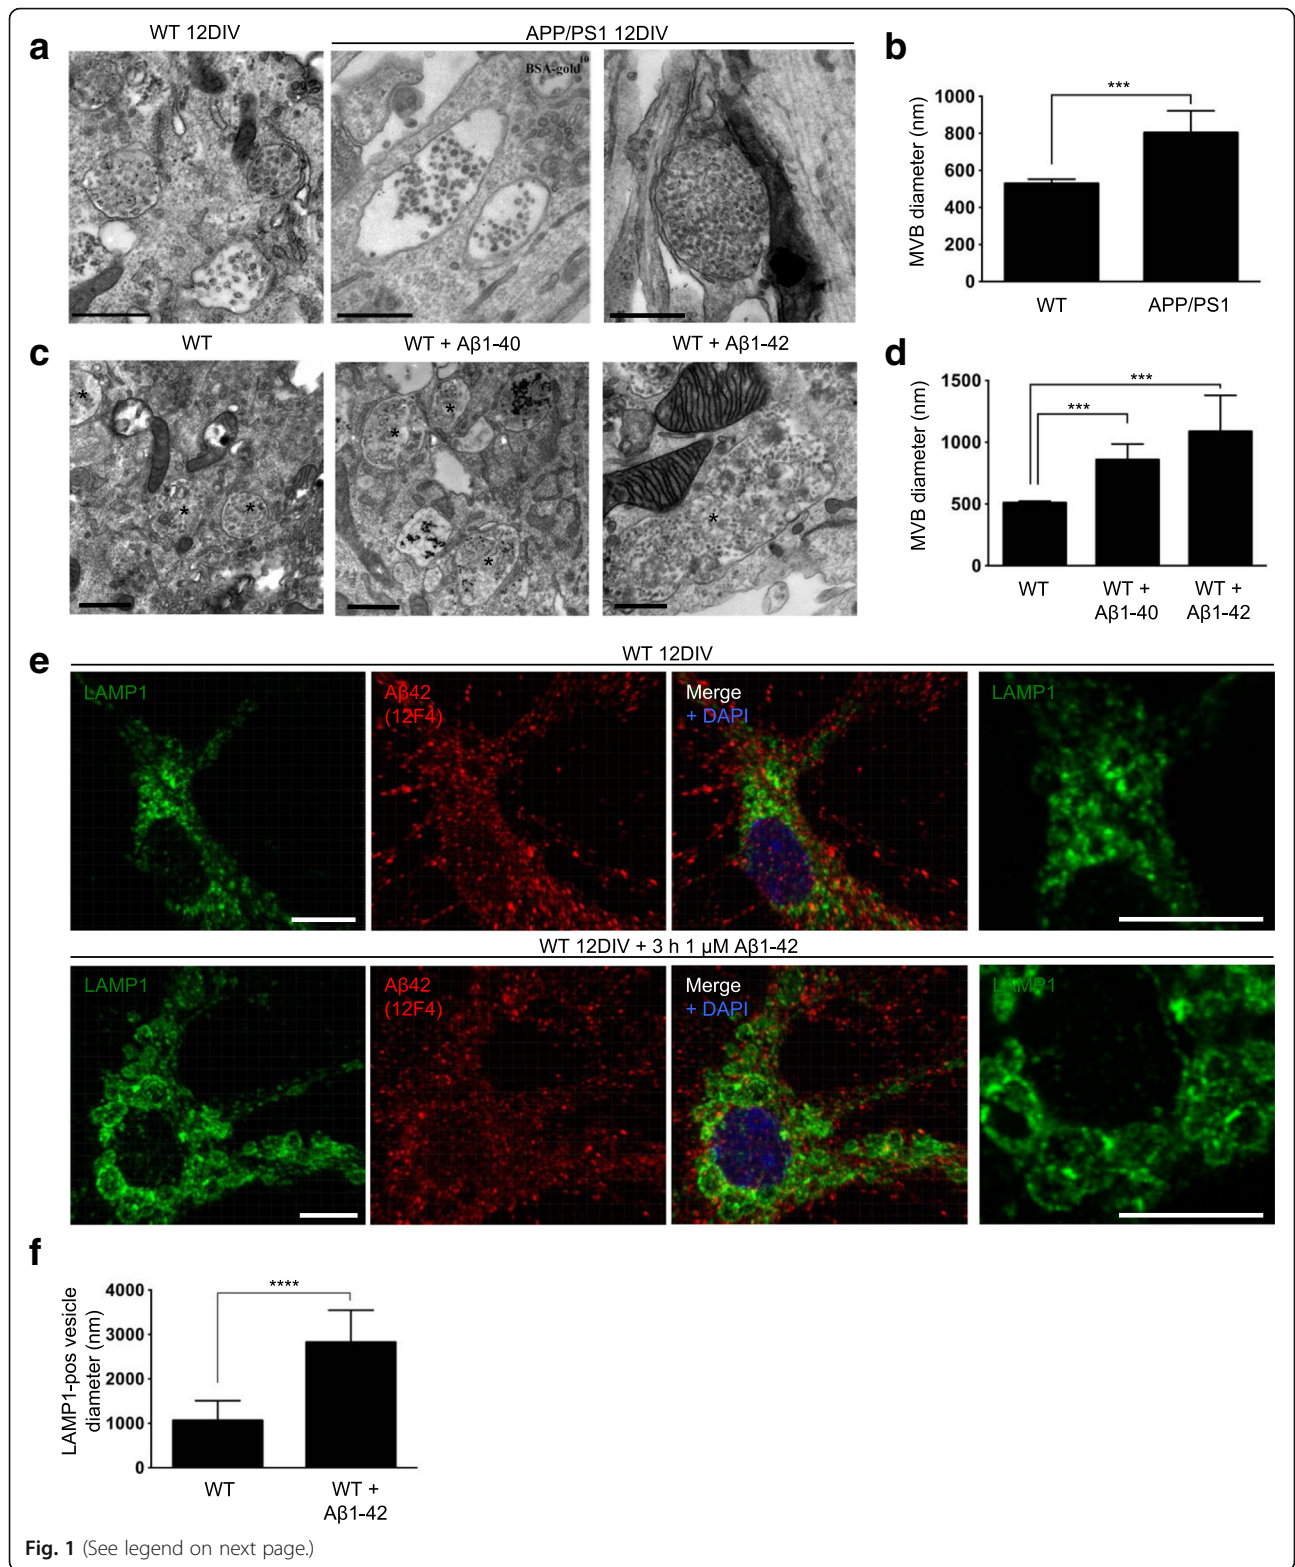 a
WT 12DIV
APP/PS1 12DIV
BSA-gold10
b
MVB diameter (nm)
1000
800
600
400
200
0
***
WT
APP/PS1
c
WT
WT + Aβ1-40
WT + Aβ1-42
*
*
*
*
*
*
*
d
MVB diameter (nm)
1500
1000
500
0
***
***
WT
WT +
Aβ1-40
WT +
Aβ1-42
e
WT 12DIV
LAMP1
Aβ42
(12F4)
Merge
+ DAPI
LAMP1
WT 12DIV + 3 h 1 µM Aβ1-42
LAMP1
Aβ42
(12F4)
Merge
+ DAPI
LAMP1
f
LAMP1-pos vesicle
diameter (nm)
4000
3000
2000
1000
0
****
WT
WT +
Aβ1-42
Fig. 1 (See legend on next page.)